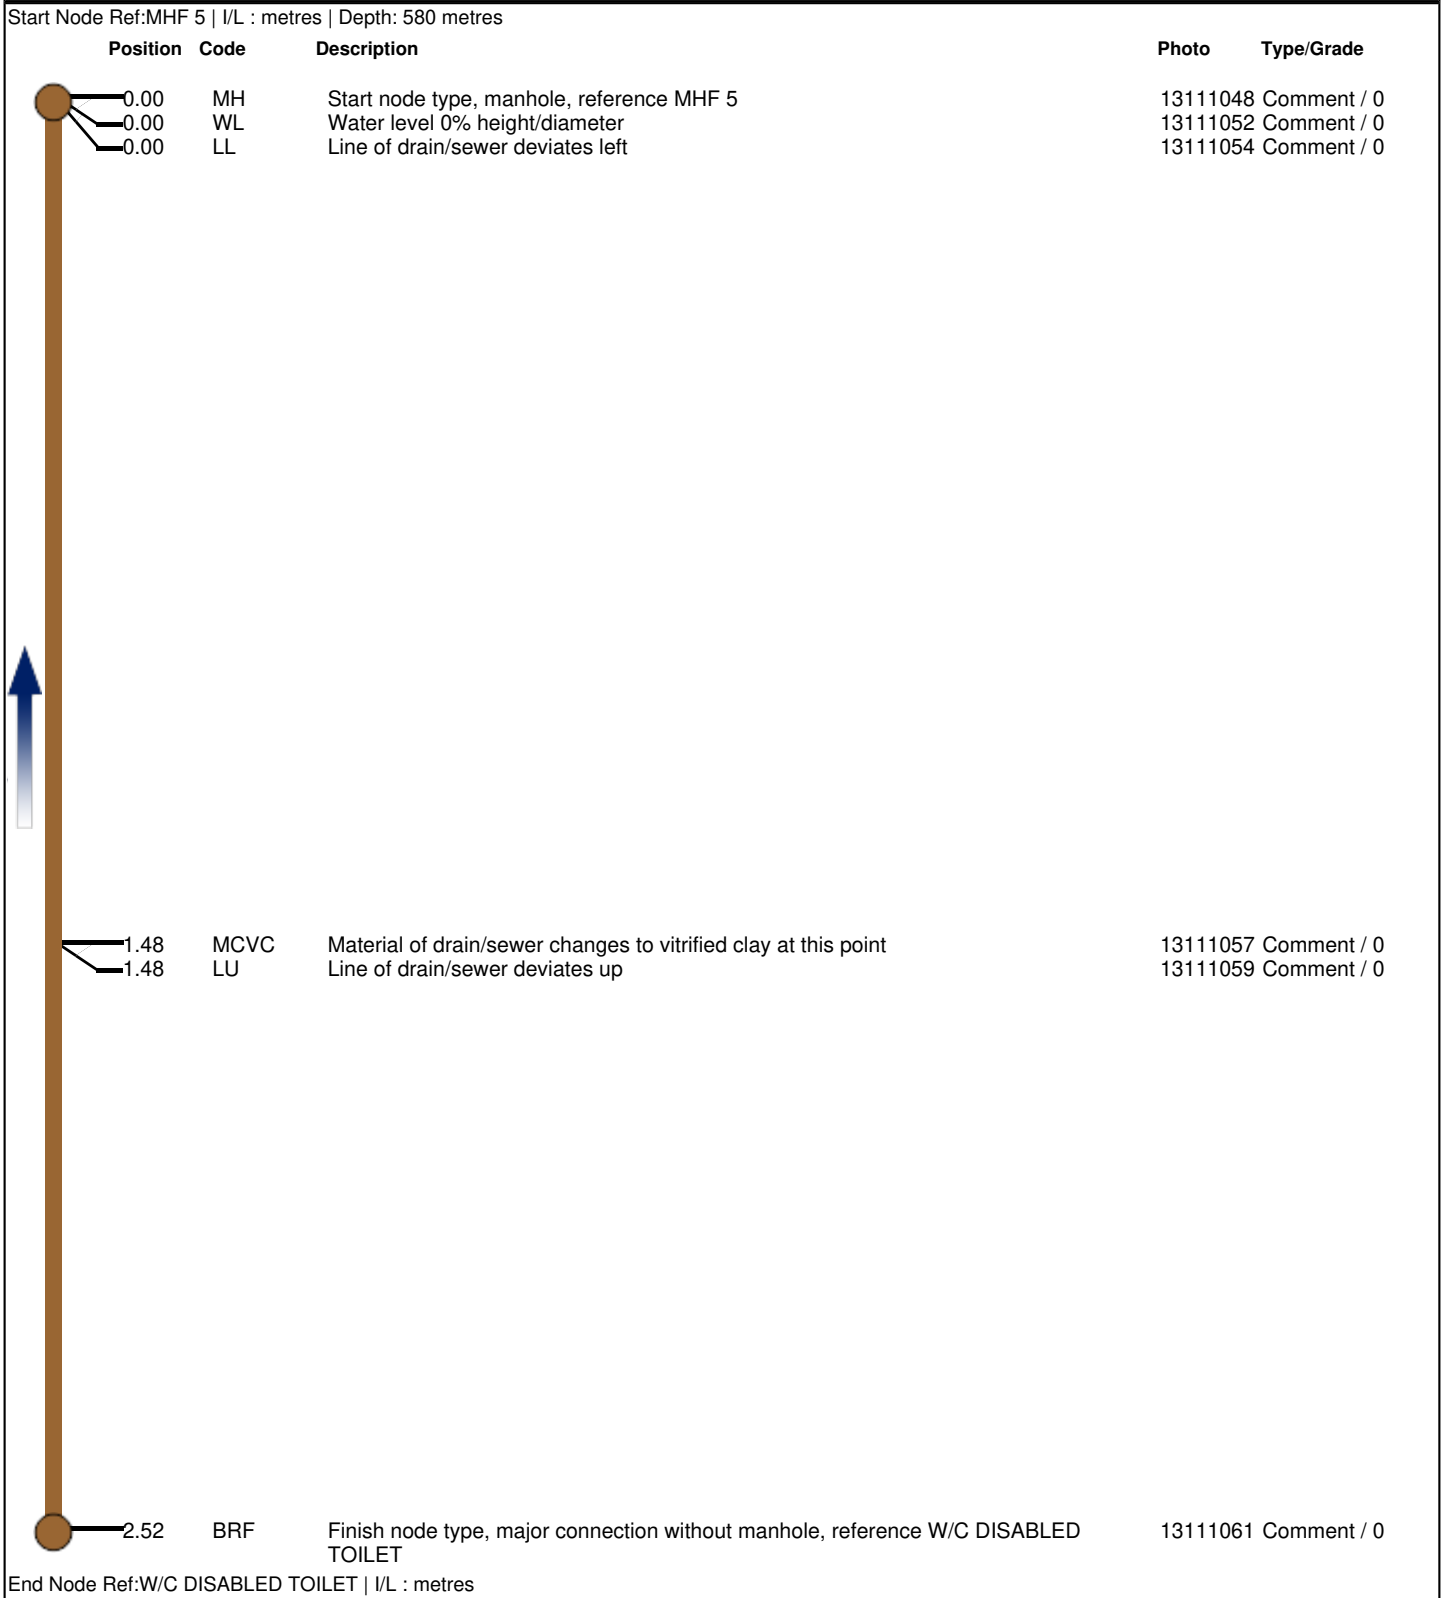 Start Node Ref:MHF 5 | I/L : metres | Depth: 580 metres
Position Code Description Photo Type/Grade
0.00 MH Start node type, manhole, reference MHF 5 13111048 Comment / 0
0.00 WL Water level 0% height/diameter 13111052 Comment / 0
0.00 LL Line of drain/sewer deviates left 13111054 Comment / 0
1.48 MCVC Material of drain/sewer changes to vitrified clay at this point 13111057 Comment / 0
1.48 LU Line of drain/sewer deviates up 13111059 Comment / 0
2.52 BRF Finish node type, major connection without manhole, reference W/C DISABLED 13111061 Comment / 0
TOILET
End Node Ref:W/C DISABLED TOILET | I/L : metres